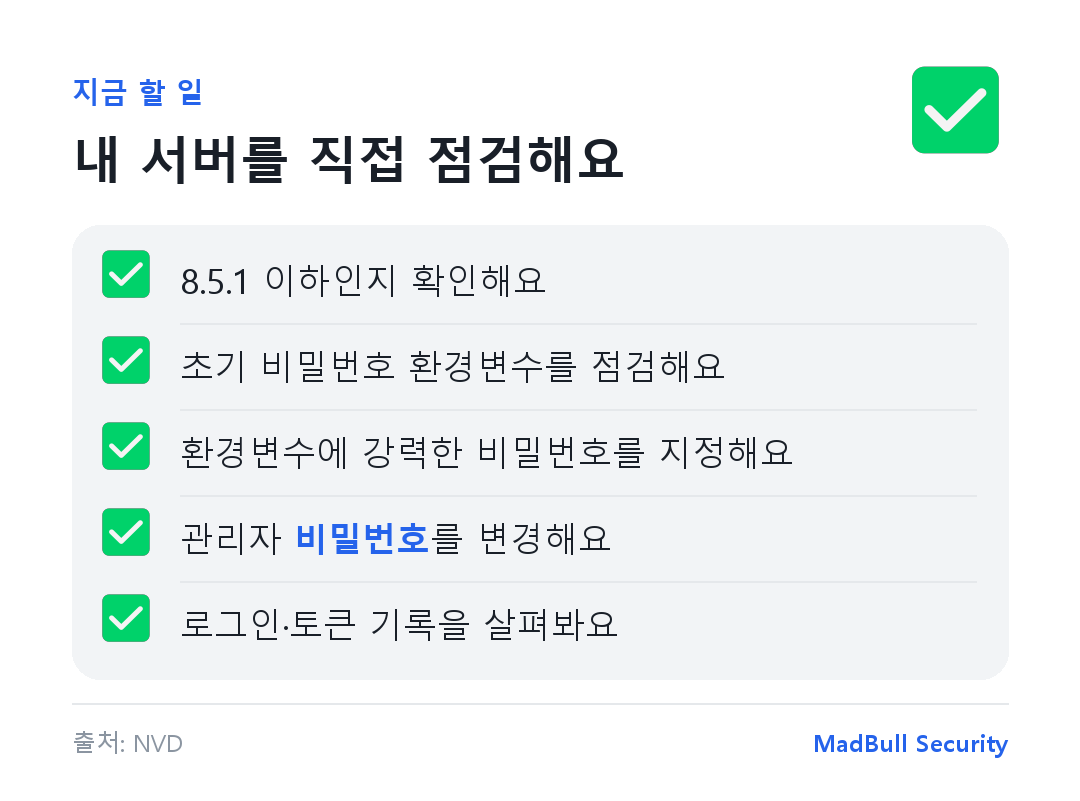 지금 할 일
내 서버를 직접 점검해요
8.5.1 이하인지 확인해요
초기 비밀번호 환경변수를 점검해요
환경변수에 강력한 비밀번호를 지정해요
관리자 비밀번호를 변경해요
로그인·토큰 기록을 살펴봐요
출처: NVD
MadBull Security